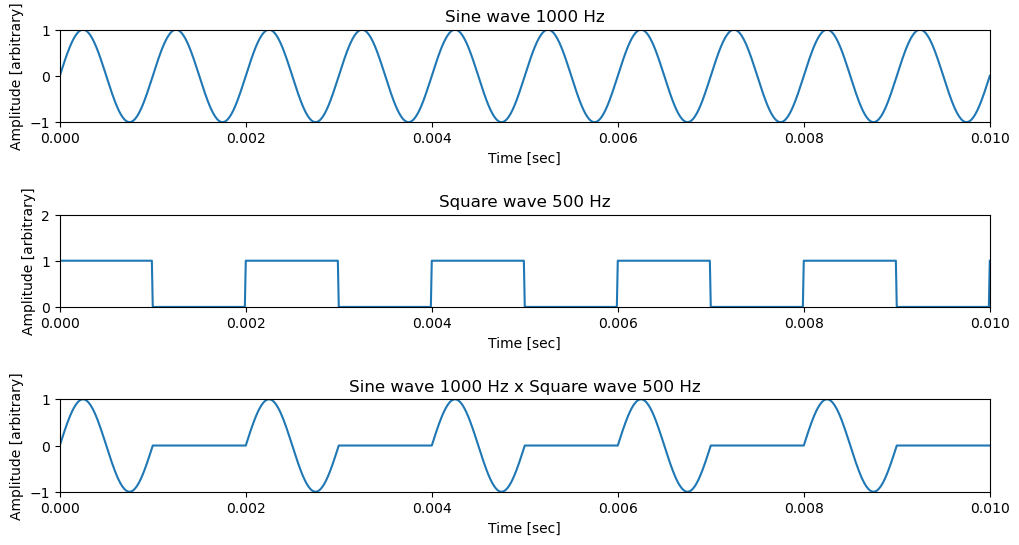 Sine wave 1000 Hz
Amplitude [arbitrary]
1
0
−1
0.000 0.002 0.004 0.006 0.008 0.010
Time [sec]
Square wave 500 Hz
Amplitude [arbitrary]
2
1
0
0.000 0.002 0.004 0.006 0.008 0.010
Time [sec]
Sine wave 1000 Hz x Square wave 500 Hz
Amplitude [arbitrary]
1
0
−1
0.000 0.002 0.004 0.006 0.008 0.010
Time [sec]